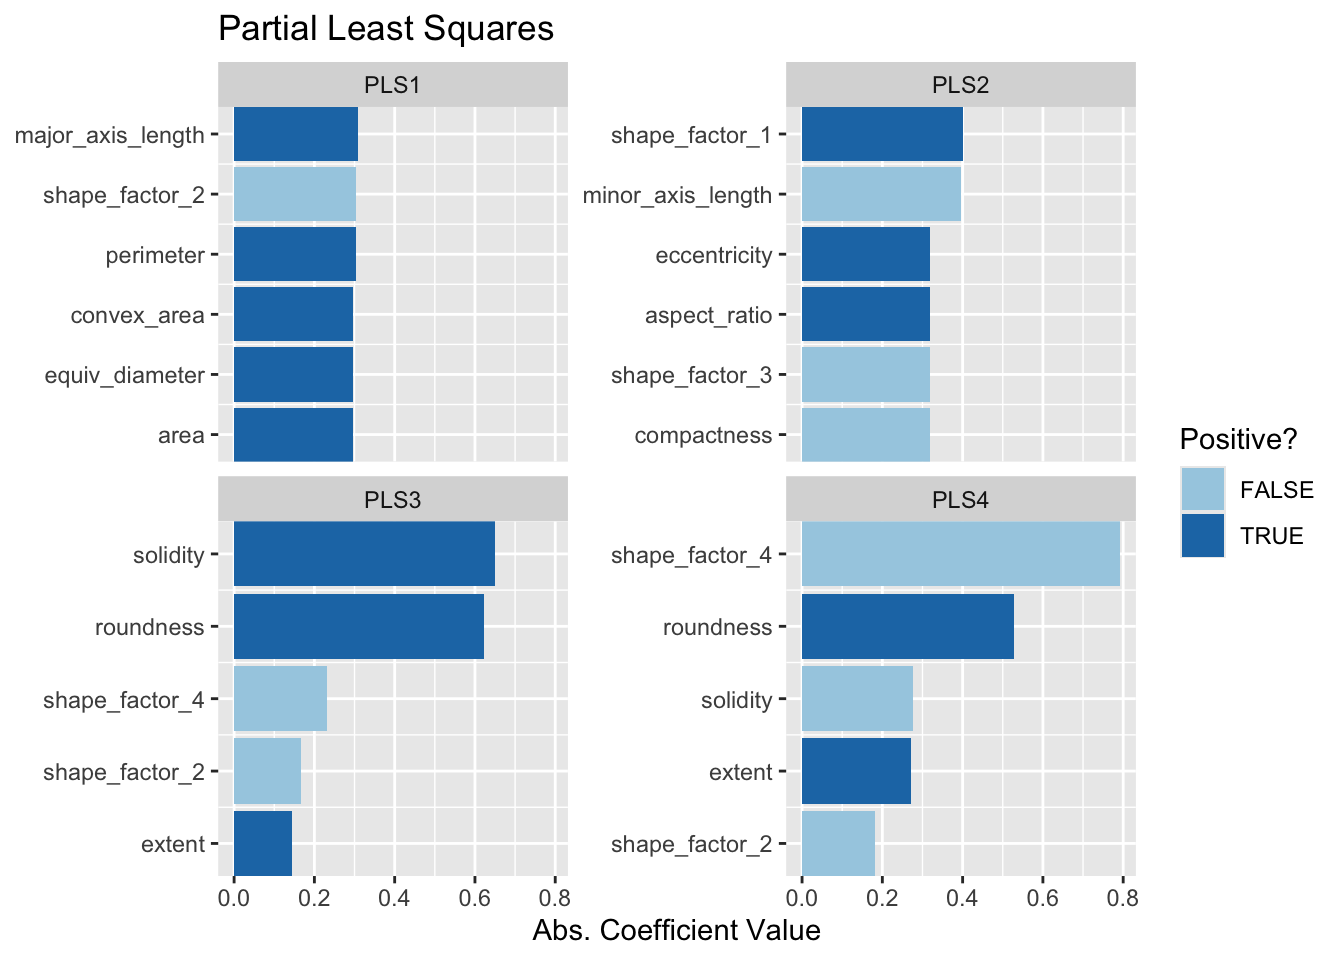 Partial Least Squares
PLS1
major_axis_length
shape_factor_2
perimeter
convex_area
equiv_diameter
area
PLS2
shape_factor_1
minor_axis_length
eccentricity
aspect_ratio
shape_factor_3
compactness
PLS3
solidity
roundness
shape_factor_4
shape_factor_2
extent
0.0 0.2 0.4 0.6 0.8
PLS4
shape_factor_4
roundness
solidity
extent
shape_factor_2
0.0 0.2 0.4 0.6 0.8
Abs. Coefficient Value
Positive?
FALSE
TRUE